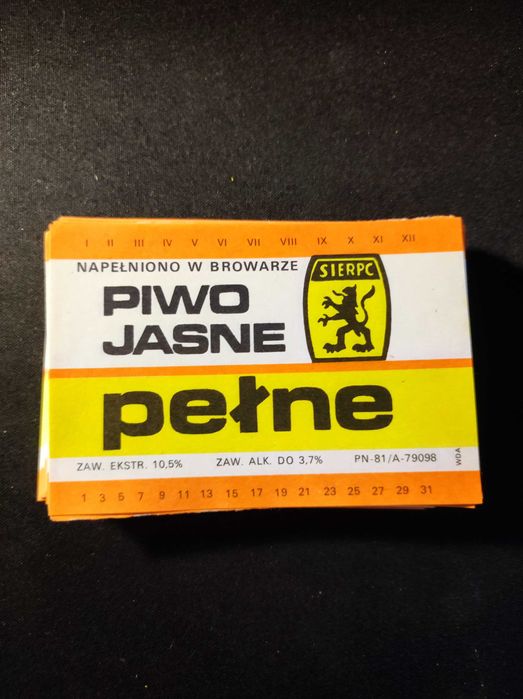 I II III IV V VI VII VIII IX X XI XII
NAPEŁNIONO W BROWARZE
SIERPC
PIWO
JASNE
pełne
ZAW. EKSTR. 10,5% ZAW. ALK. DO 3,7% PN-81/A-79098
WDA
1 3 5 7 9 11 13 15 17 19 21 23 25 27 29 31